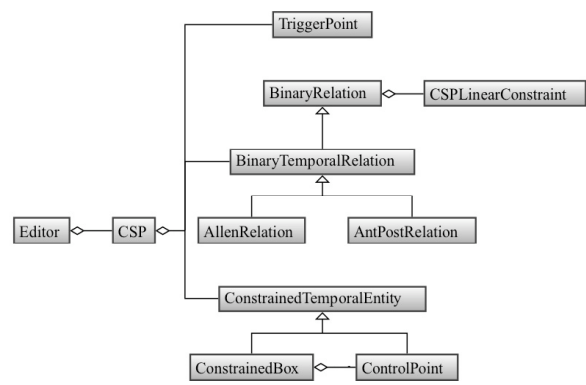 TriggerPoint
BinaryRelation
CSPLinearConstraint
BinaryTemporalRelation
Editor
CSP
AllenRelation
AntPostRelation
ConstrainedTemporalEntity
ConstrainedBox
ControlPoint